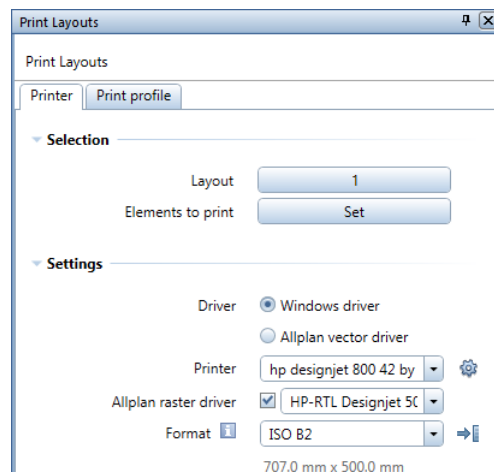 Print Layouts
Print Layouts
Printer Print profile
Selection
Layout 1
Elements to print Set
Settings
Driver Windows driver
Allplan vector driver
Printer hp designjet 800 42 by
Allplan raster driver HP-RTL Designjet
Format ISO B2
707.0 mm x 500.0 mm